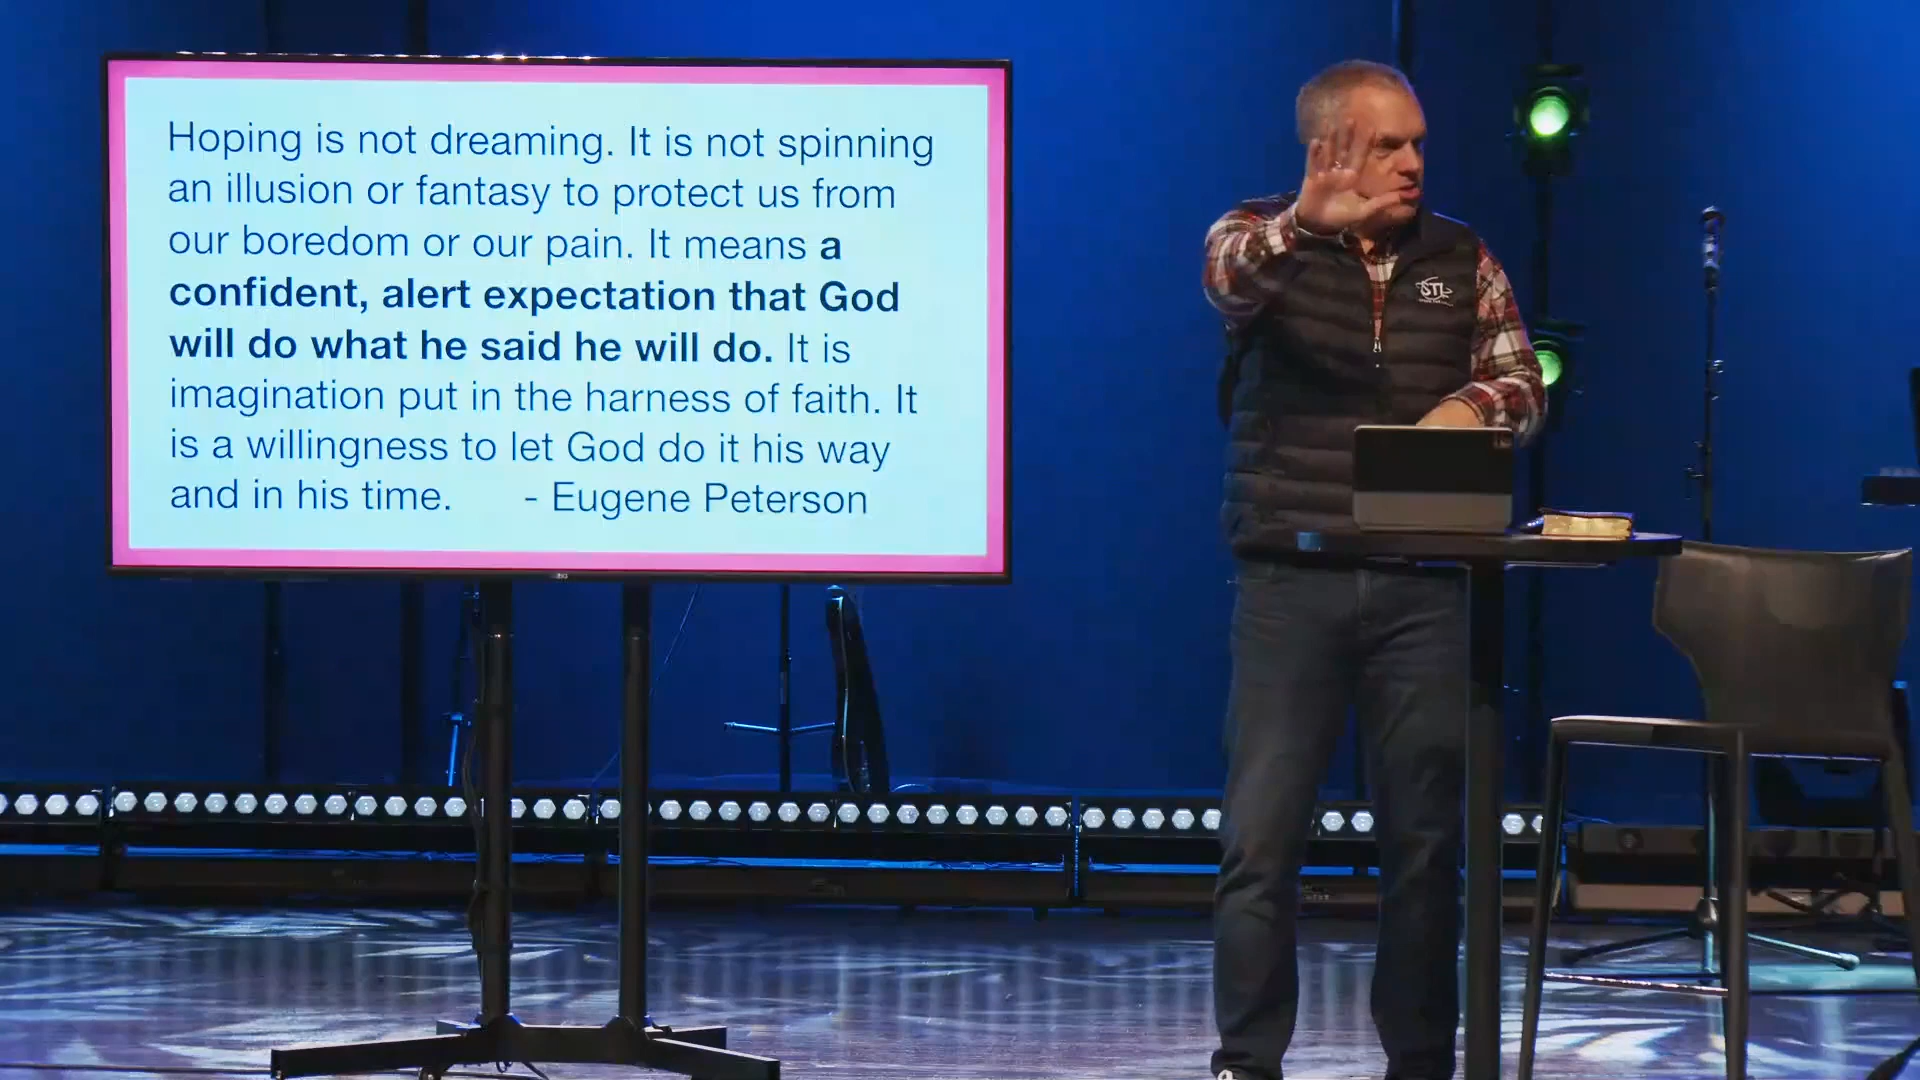 Hoping is not dreaming. It is not spinning
an illusion or fantasy to protect us from
our boredom or our pain. It means a
confident, alert expectation that God
will do what he said he will do. It is
imagination put in the harness of faith. It
is a willingness to let God do it his way
and in his time. - Eugene Peterson
STL